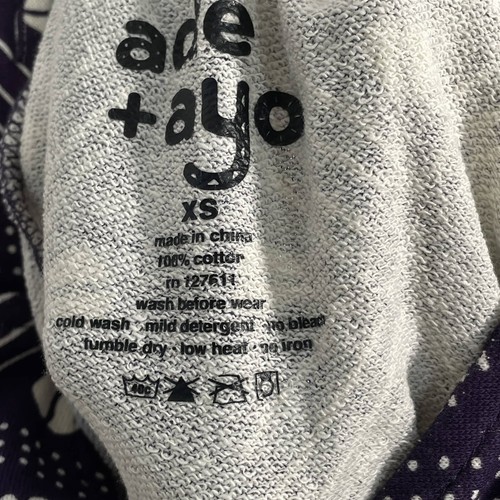 ade
+ayo
XS
made in china
100% cotton
rn 127611
wash before wear
cold wash · mild detergent · no bleach
tumble dry · low heat · no iron
40c